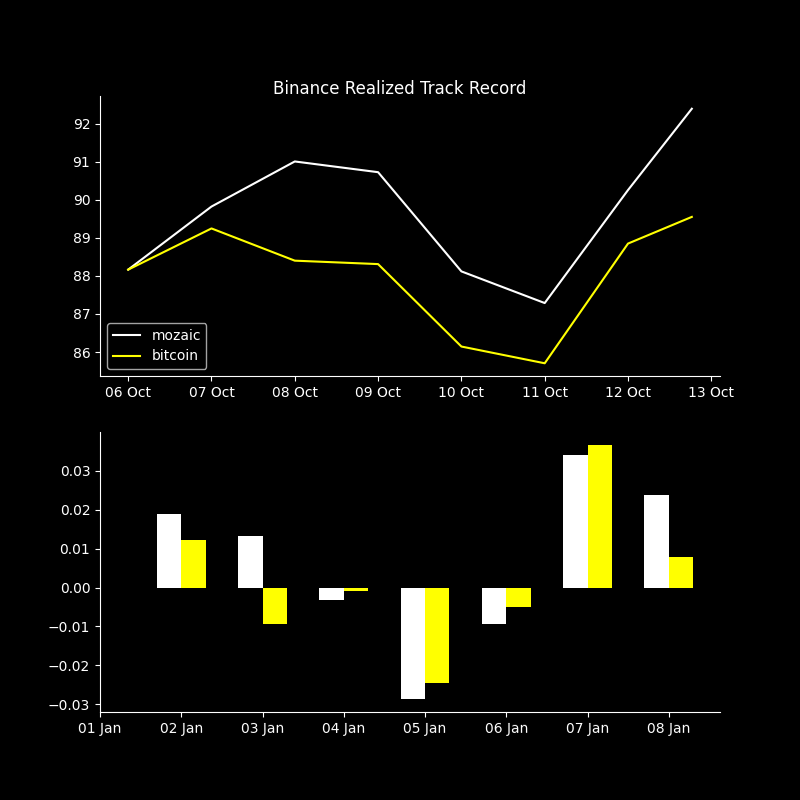 Binance Realized Track Record
92
91
90
89
88
87
86
mozaic
bitcoin
06 Oct 07 Oct 08 Oct 09 Oct 10 Oct 11 Oct 12 Oct 13 Oct
0.03
0.02
0.01
0.00
−0.01
−0.02
−0.03
01 Jan 02 Jan 03 Jan 04 Jan 05 Jan 06 Jan 07 Jan 08 Jan